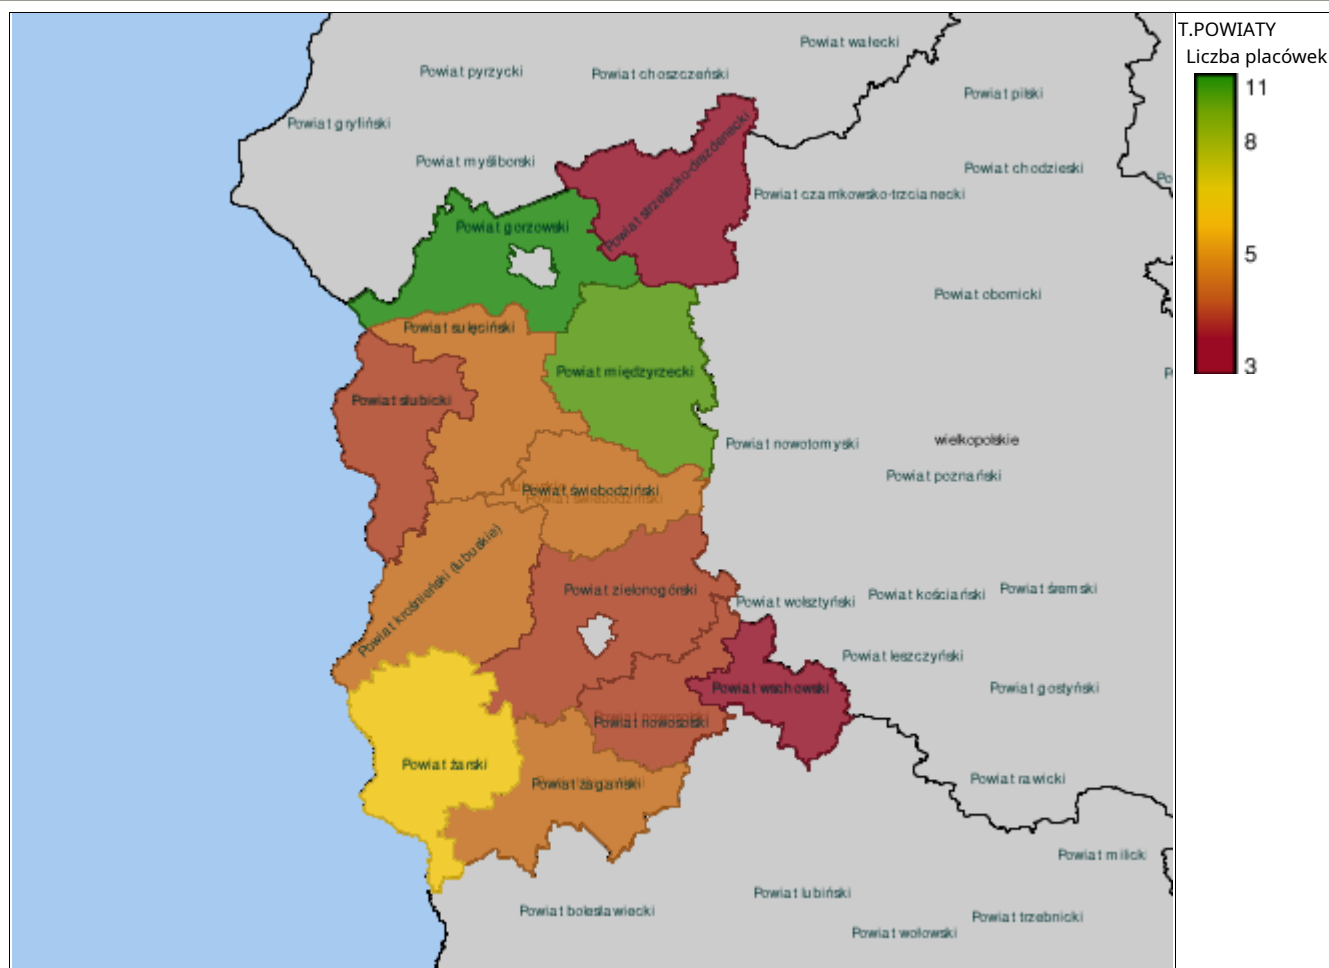 T.POWIATY
Liczba placówek
11
8
5
3
Powiat wałecki
Powiat pyrzycki
Powiat choszczeński
Powiat pilski
Powiat gryfiński
Powiat myśliborski
Powiat strzelecko-drezdenecki
Powiat chodzieski
Po
Powiat czarnkowsko-trzcianecki
Powiat gorzowski
Powiat obornicki
Powiat sulęciński
Powiat międzyrzecki
P
Powiat słubicki
Powiat nowotomyski
wielkopolskie
Powiat poznański
Powiat świebodziński
Powiat krośnieński (lubuskie)
Powiat zielonogórski
Powiat wolsztyński
Powiat kościański
Powiat śremski
Powiat leszczyński
Powiat wschowski
Powiat gostyński
Powiat nowosolski
Powiat żarski
Powiat żagański
Powiat rawicki
Powiat milicki
Powiat lubiński
Powiat bolesławiecki
Powiat trzebnicki
Powiat wołowski